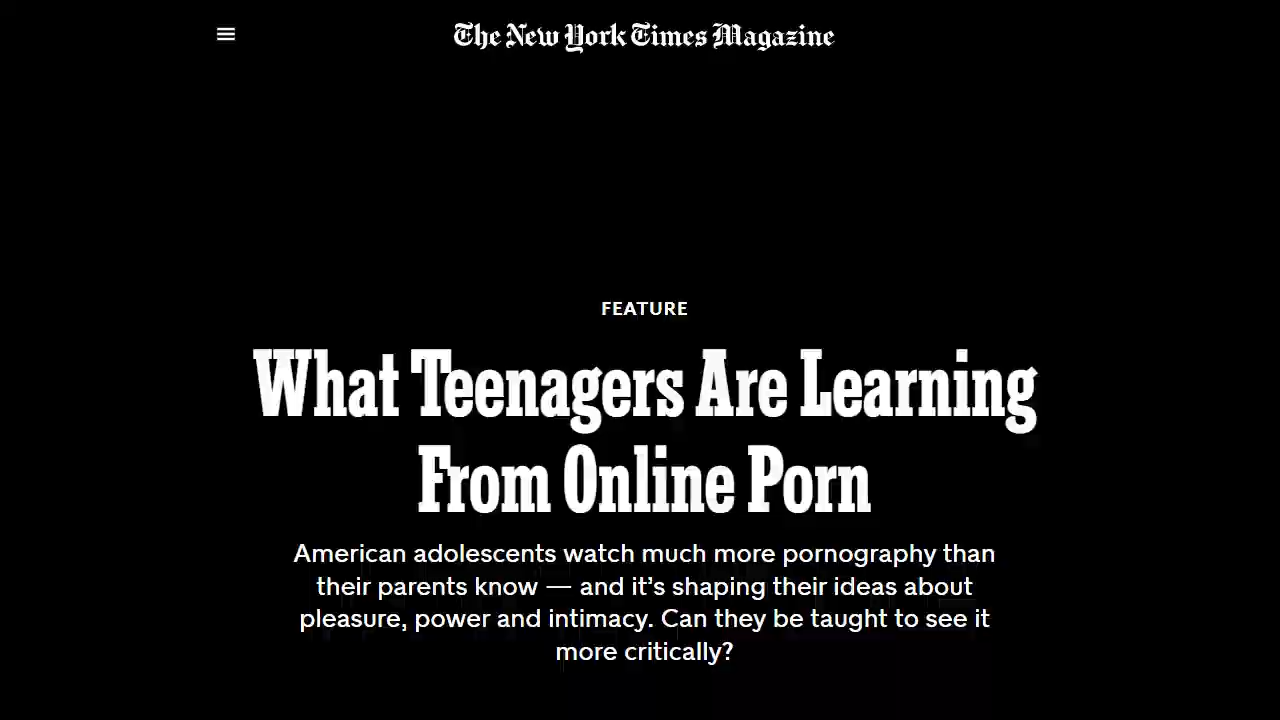 The New York Times Magazine
FEATURE
What Teenagers Are Learning
From Online Porn
American adolescents watch much more pornography than
their parents know — and it’s shaping their ideas about
pleasure, power and intimacy. Can they be taught to see it
more critically?